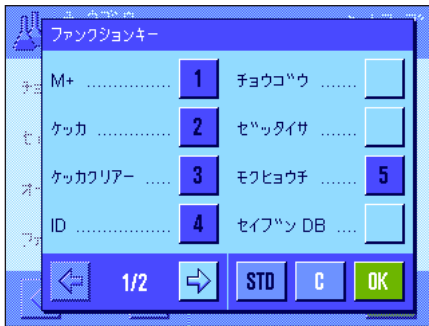 ファンクションキー
M+ ............... 1
チョウゴウ .......
ケッカ ............. 2
ゼッタイサ .......
ケッカクリアー ..... 3
モクヒョウチ ....... 5
ID ................ 4
セイブン DB ....
1/2
STD
C
OK